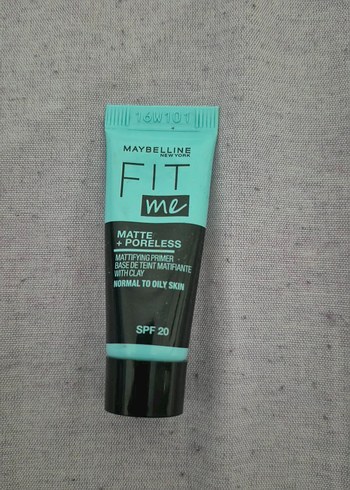 16W101
MAYBELLINE
NEW YORK
FIT
me
MATTE
+ PORELESS
MATTIFYING PRIMER
BASE DE TEINT MATIFIANTE
WITH CLAY
NORMAL TO OILY SKIN
SPF 20